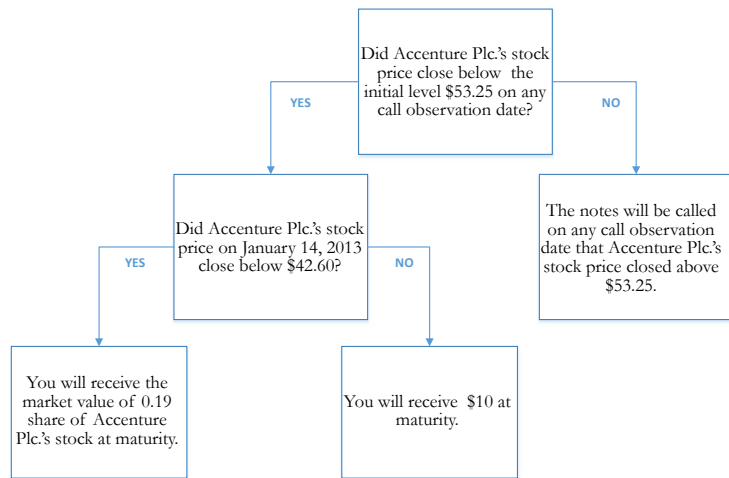 Did Accenture Plc.'s stock
price close below the
initial level $53.25 on any
call observation date?
YES
NO
Did Accenture Plc.'s stock
price on January 14, 2013
close below $42.60?
The notes will be called
on any call observation
date that Accenture Plc.'s
stock price closed above
$53.25.
YES
NO
You will receive the
market value of 0.19
share of Accenture
Plc.'s stock at maturity.
You will receive $10 at
maturity.